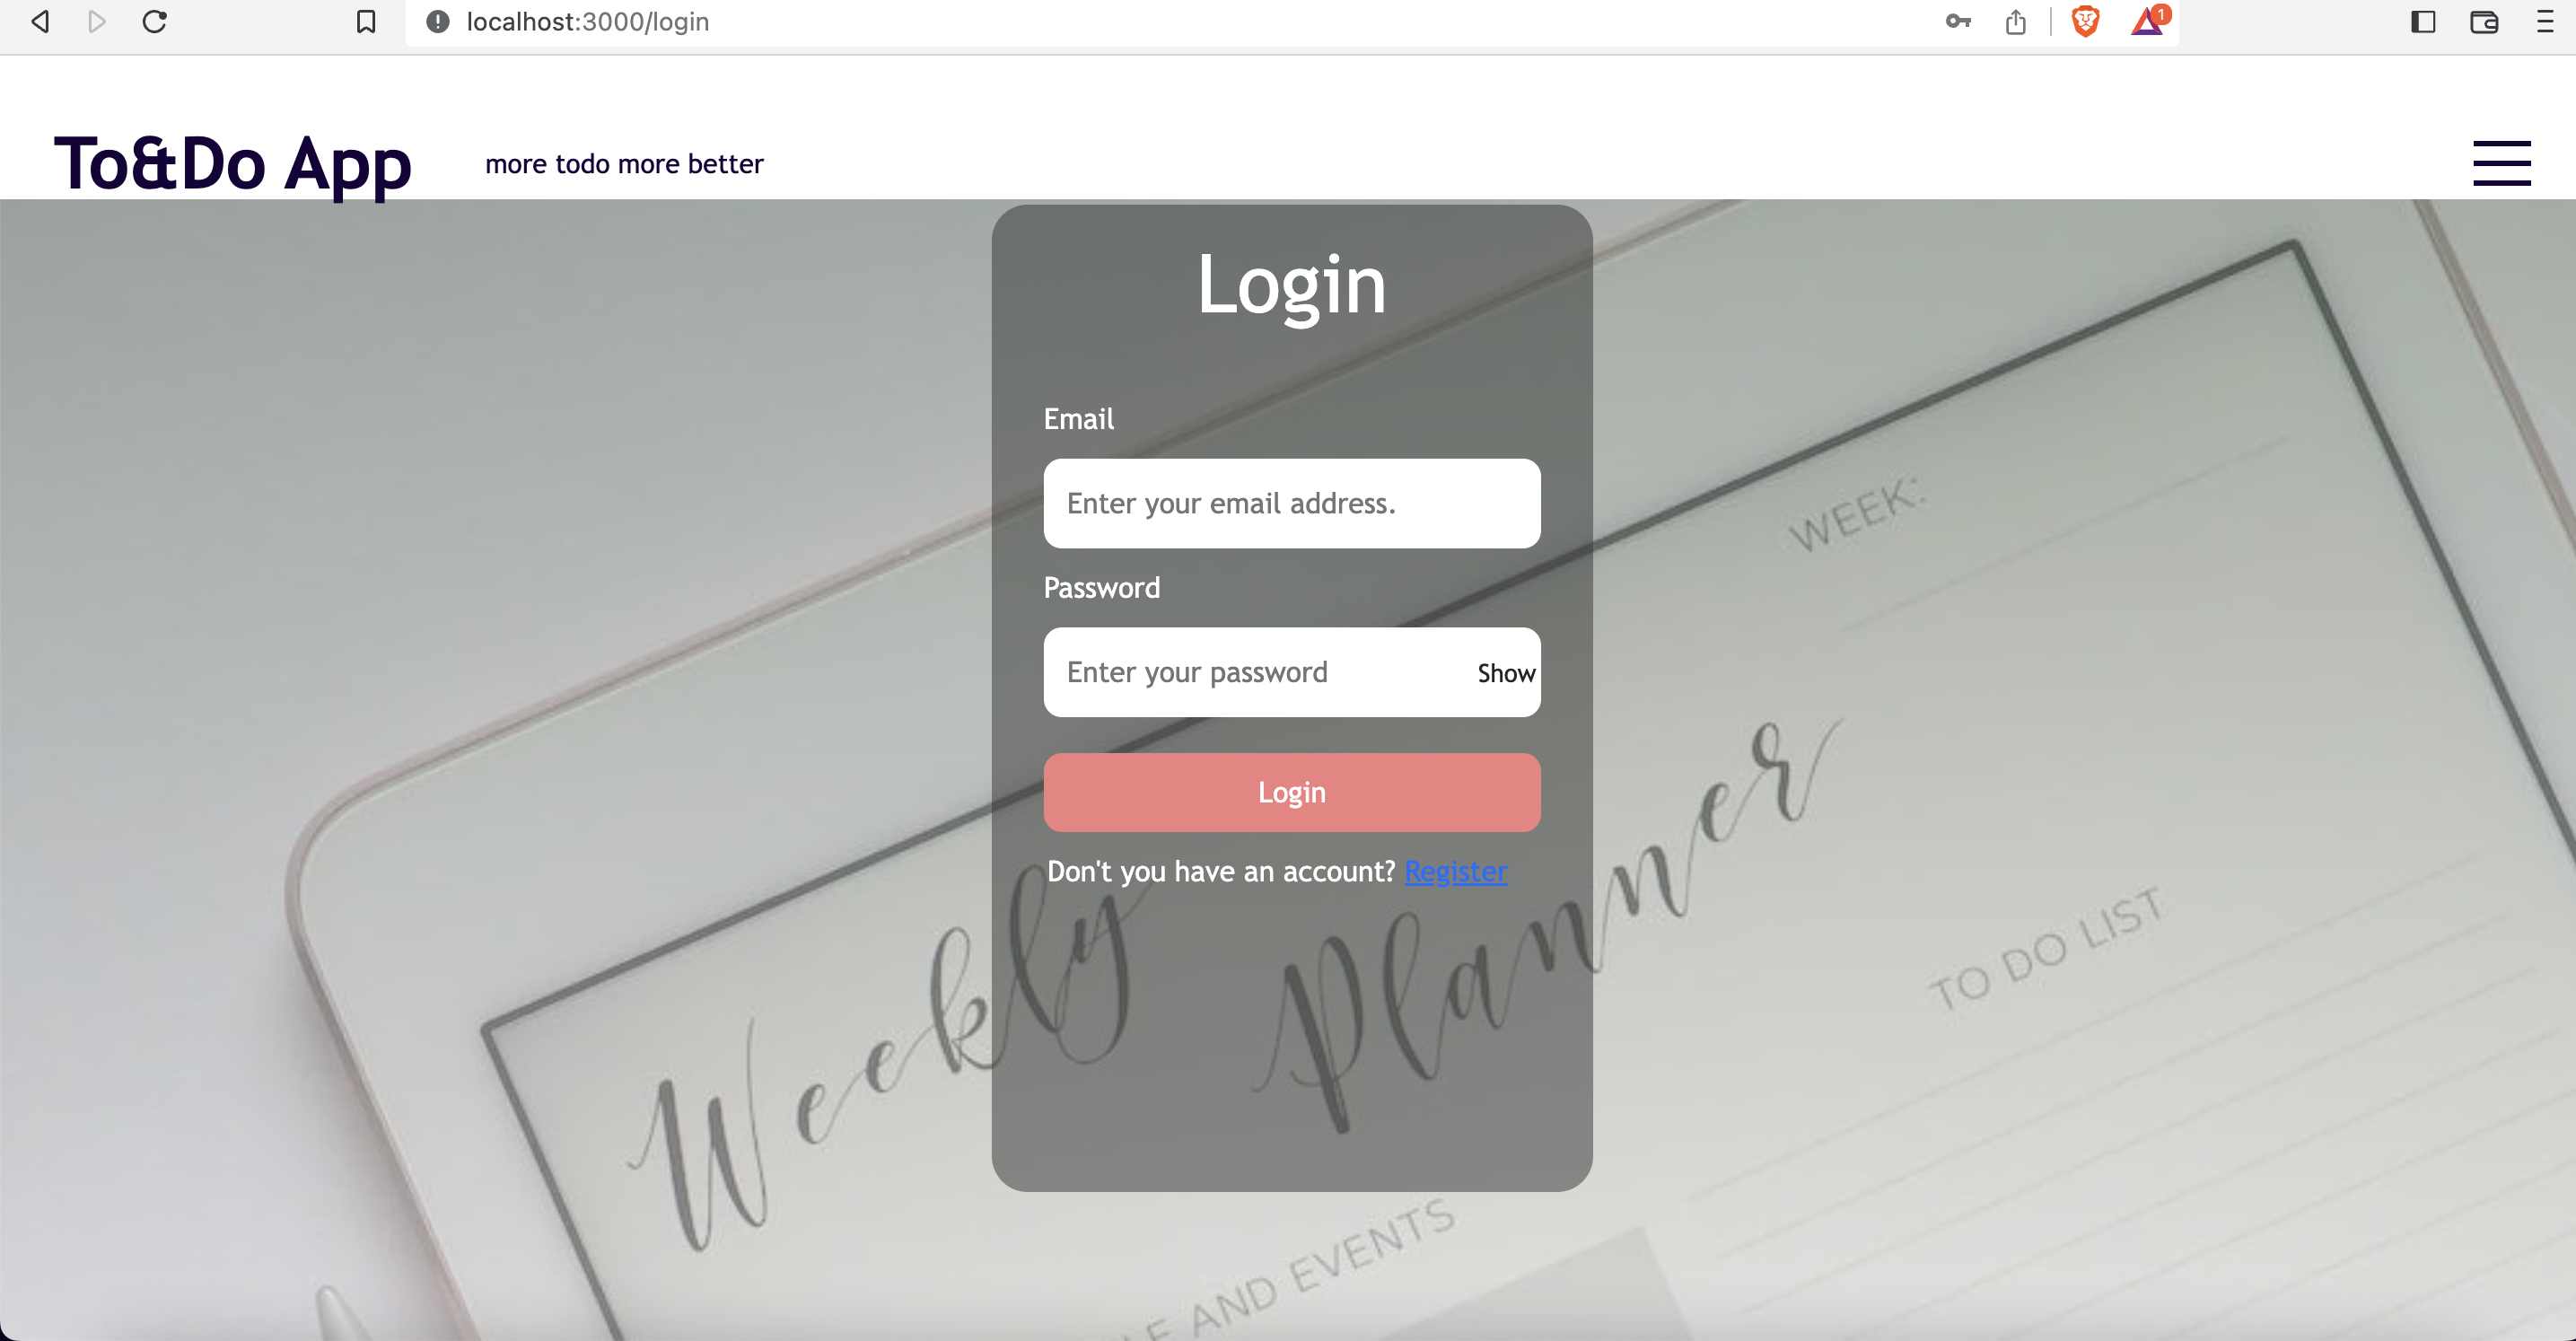 localhost:3000/login
1
To&Do App
more todo more better
Login
Email
Enter your email address.
Password
Enter your password
Show
Login
Don't you have an account? Register
WEEK:
Weekly Planner
TO DO LIST
AND EVENTS